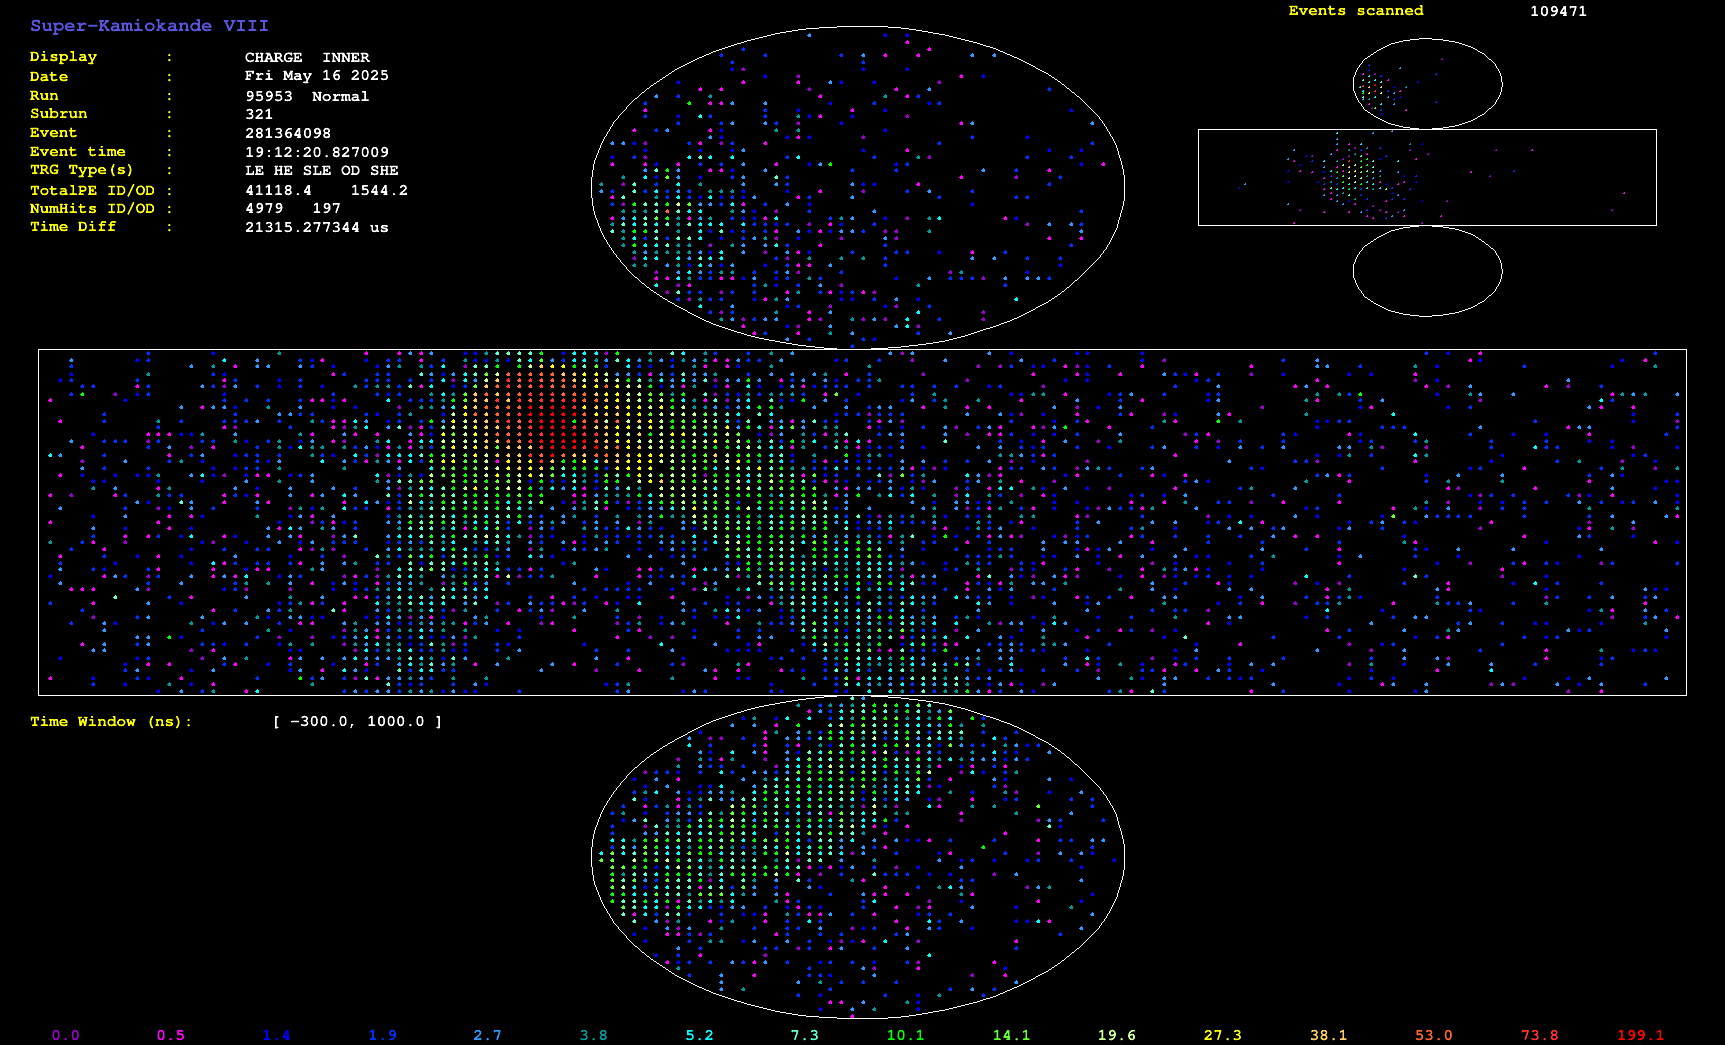 Super-Kamiokande VIII
Events scanned 109471
Display : CHARGE INNER
Date : Fri May 16 2025
Run : 95953 Normal
Subrun : 321
Event : 281364098
Event time : 19:12:20.827009
TRG Type(s) : LE HE SLE OD SHE
TotalPE ID/OD : 41118.4 1544.2
NumHits ID/OD : 4979 197
Time Diff : 21315.277344 us
Time Window (ns): [ -300.0, 1000.0 ]
0.0 0.5 1.4 1.9 2.7 3.8 5.2 7.3 10.1 14.1 19.6 27.3 38.1 53.0 73.8 199.1